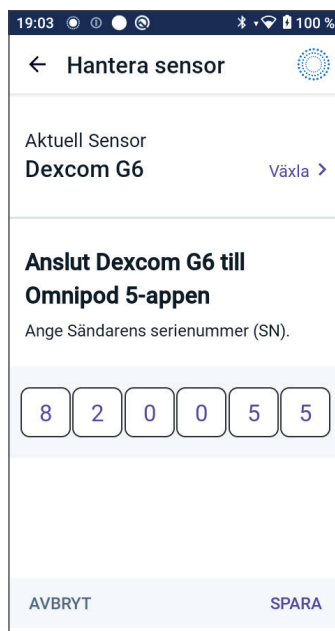 19:03 100 %
Hantera sensor
Aktuell Sensor
Dexcom G6
Växla
Anslut Dexcom G6 till
Omnipod 5-appen
Ange Sändarens serienummer (SN).
8 2 0 0 5 5
AVBRYT SPARA